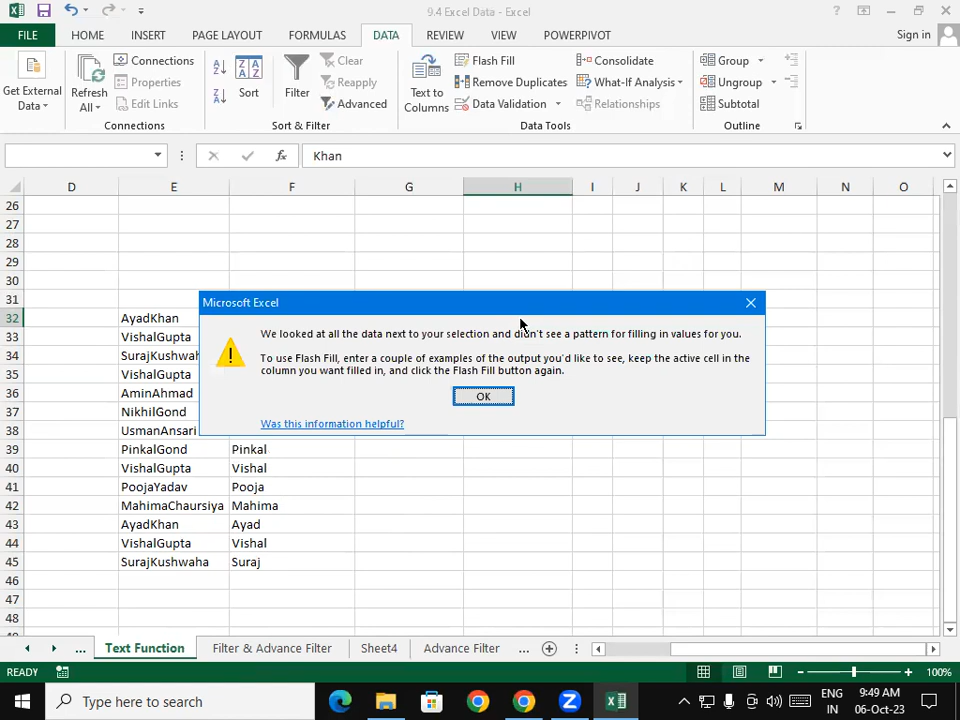 9.4 Excel Data - Excel
FILE HOME INSERT PAGE LAYOUT FORMULAS DATA REVIEW VIEW POWERPIVOT Sign in
Get External Data
Refresh All
Connections
Properties
Edit Links
Connections
Sort
Filter
Clear
Reapply
Advanced
Sort & Filter
Text to Columns
Flash Fill
Remove Duplicates
Data Validation
Consolidate
What-If Analysis
Relationships
Data Tools
Group
Ungroup
Subtotal
Outline
Khan
D E F G H I J K L M N O
26
27
28
29
30
31
32 AyadKhan
33 VishalGupta
34 SurajKushwah
35 VishalGupta
36 AminAhmad
37 NikhilGond
38 UsmanAnsari
39 PinkalGond Pinkal
40 VishalGupta Vishal
41 PoojaYadav Pooja
42 MahimaChaursiya Mahima
43 AyadKhan Ayad
44 VishalGupta Vishal
45 SurajKushwaha Suraj
46
47
48
Microsoft Excel
We looked at all the data next to your selection and didn't see a pattern for filling in values for you.
To use Flash Fill, enter a couple of examples of the output you'd like to see, keep the active cell in the
column you want filled in, and click the Flash Fill button again.
OK
Was this information helpful?
... Text Function Filter & Advance Filter Sheet4 Advance Filter ...
READY 100%
Type here to search
ENG
IN
9:49 AM
06-Oct-23